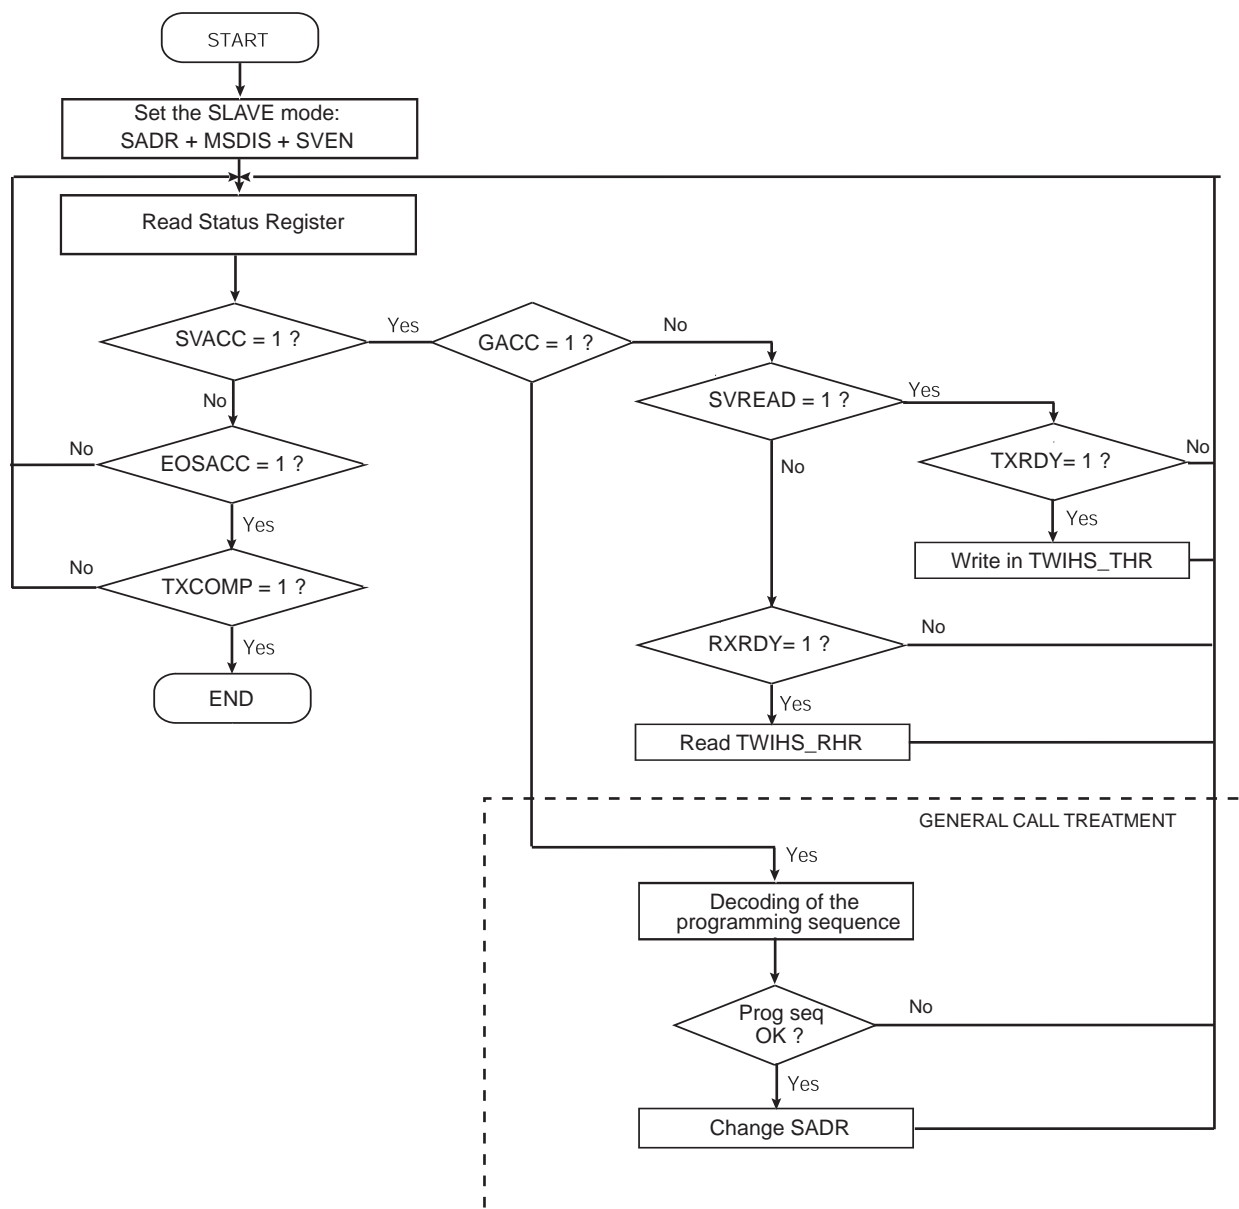 START
Set the SLAVE mode:
SADR + MSDIS + SVEN
Read Status Register
SVACC = 1 ?
Yes
GACC = 1 ?
No
SVREAD = 1 ?
Yes
No
EOSACC = 1 ?
No
TXRDY= 1 ?
No
No
Yes
Yes
Write in TWIHS_THR
TXCOMP = 1 ?
No
Yes
RXRDY= 1 ?
No
END
Yes
Read TWIHS_RHR
GENERAL CALL TREATMENT
Yes
Decoding of the
programming sequence
Prog seq
OK ?
No
Yes
Change SADR